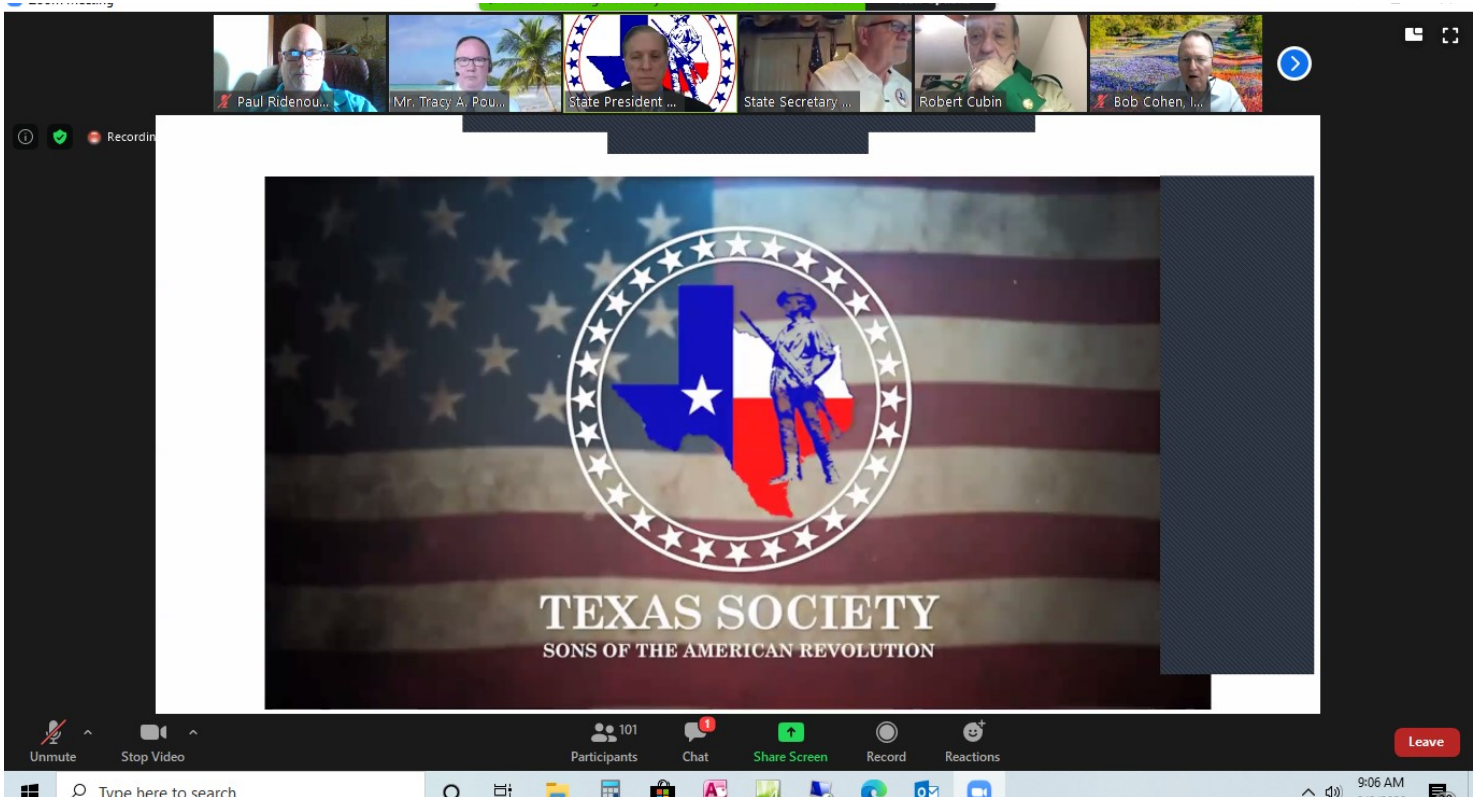 Zoom Meeting
Paul Ridenou...
Mr. Tracy A. Pou...
State President ...
State Secretary ...
Robert Cubin
Bob Cohen, I...
Recordin
TEXAS SOCIETY
SONS OF THE AMERICAN REVOLUTION
Unmute
Stop Video
101
Participants
1
Chat
Share Screen
Record
Reactions
Leave
Type here to search
9:06 AM